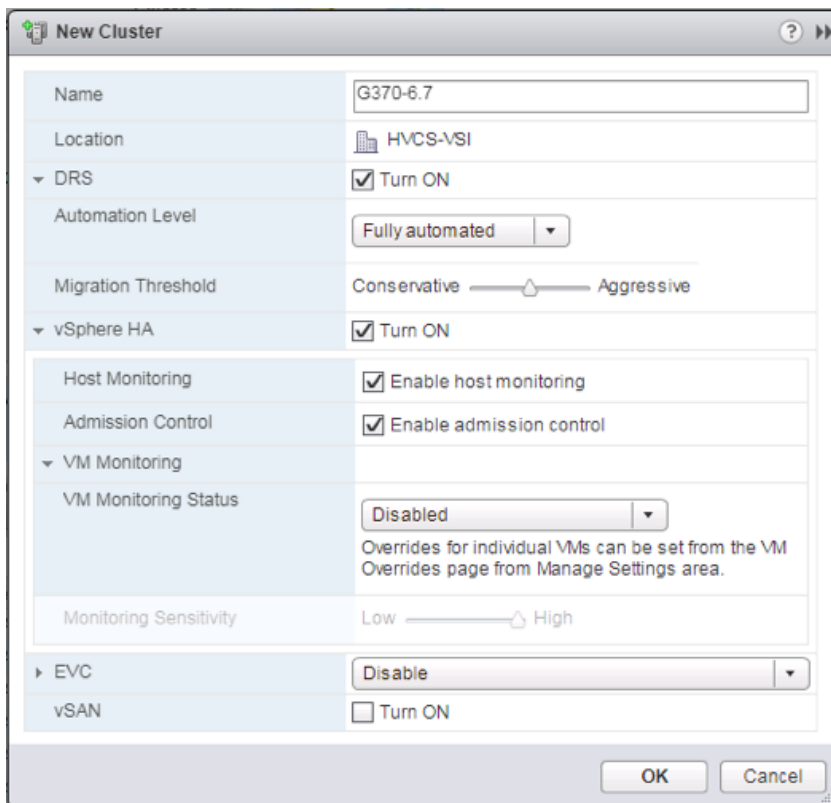 New Cluster
?
Name
G370-6.7
Location
HVCS-VSI
DRS
Turn ON
Automation Level
Fully automated
Migration Threshold
Conservative
Aggressive
vSphere HA
Turn ON
Host Monitoring
Enable host monitoring
Admission Control
Enable admission control
VM Monitoring
VM Monitoring Status
Disabled
Overrides for individual VMs can be set from the VM
Overrides page from Manage Settings area.
Monitoring Sensitivity
Low
High
EVC
Disable
vSAN
Turn ON
OK
Cancel